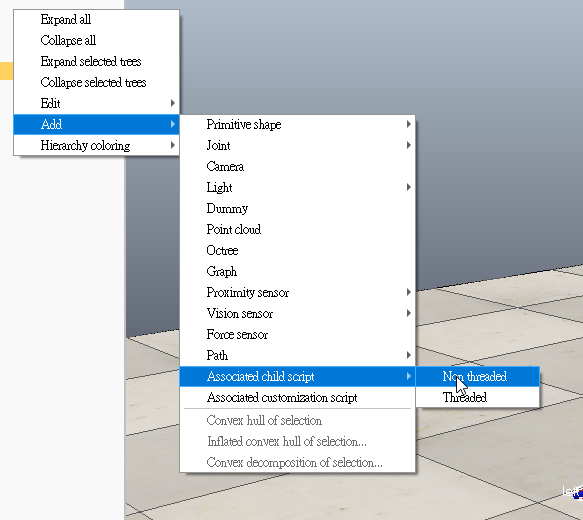 Expand all
Collapse all
Expand selected trees
Collapse selected trees
Edit
Add
Hierarchy coloring
Primitive shape
Joint
Camera
Light
Dummy
Point cloud
Octree
Graph
Proximity sensor
Vision sensor
Force sensor
Path
Associated child script
Associated customization script
Convex hull of selection
Inflated convex hull of selection...
Convex decomposition of selection...
Non threaded
Threaded